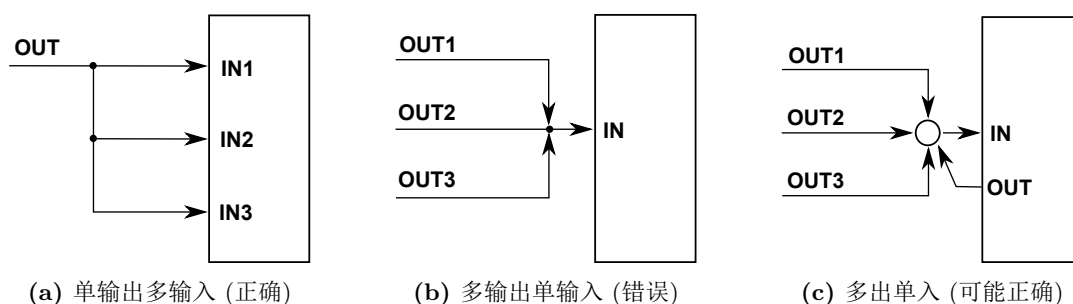 OUT
IN1
IN2
IN3
(a) 单输出多输入 (正确)
OUT1
OUT2
OUT3
IN
(b) 多输出单输入 (错误)
OUT1
OUT2
OUT3
IN
OUT
(c) 多出单入 (可能正确)